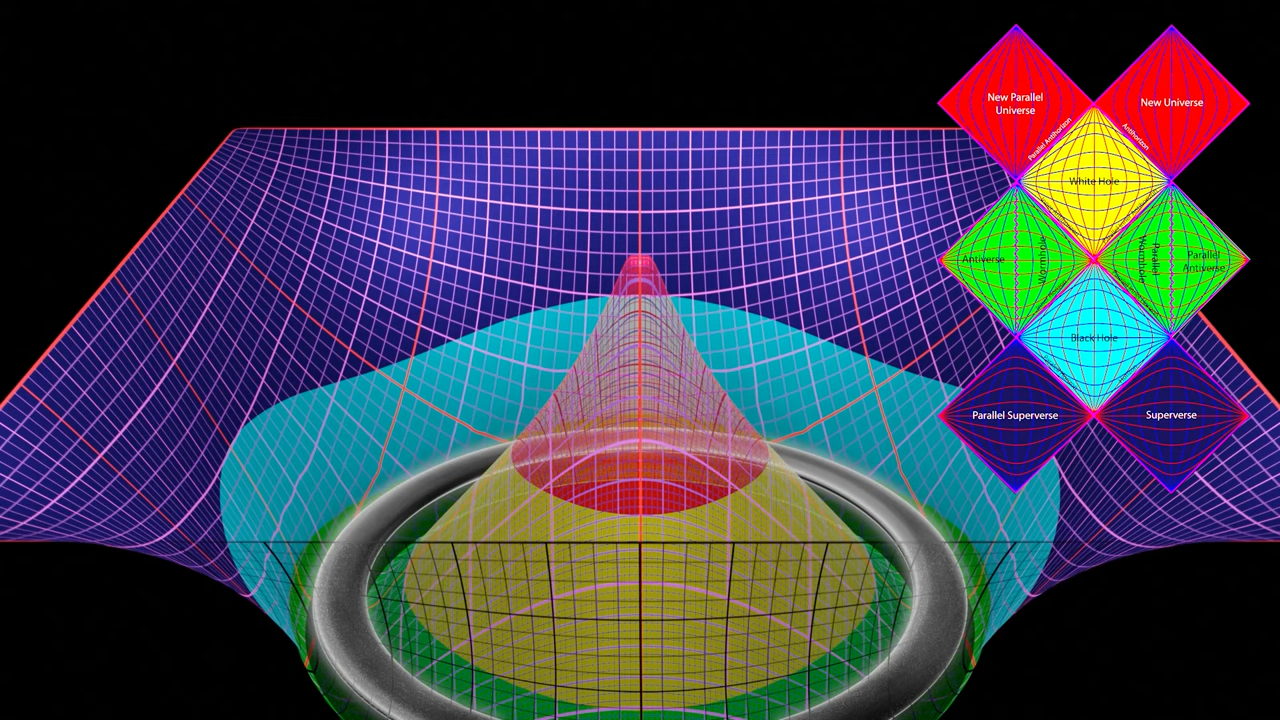 New Parallel
Universe
New Universe
Parallel Antihorizon
Antihorizon
White Hole
Antiverse
Wormhole
Parallel
Wormhole
Parallel
Antiverse
Black Hole
Parallel Superverse
Superverse